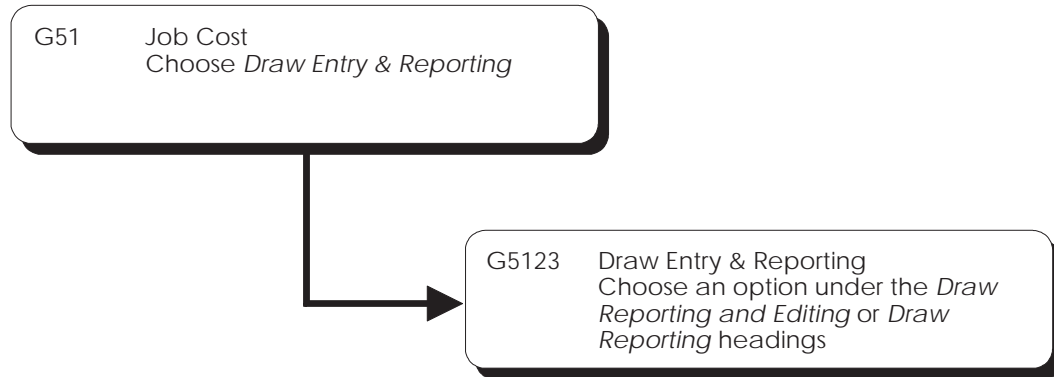 G51 Job Cost
Choose Draw Entry & Reporting
G5123 Draw Entry & Reporting
Choose an option under the Draw
Reporting and Editing or Draw
Reporting headings